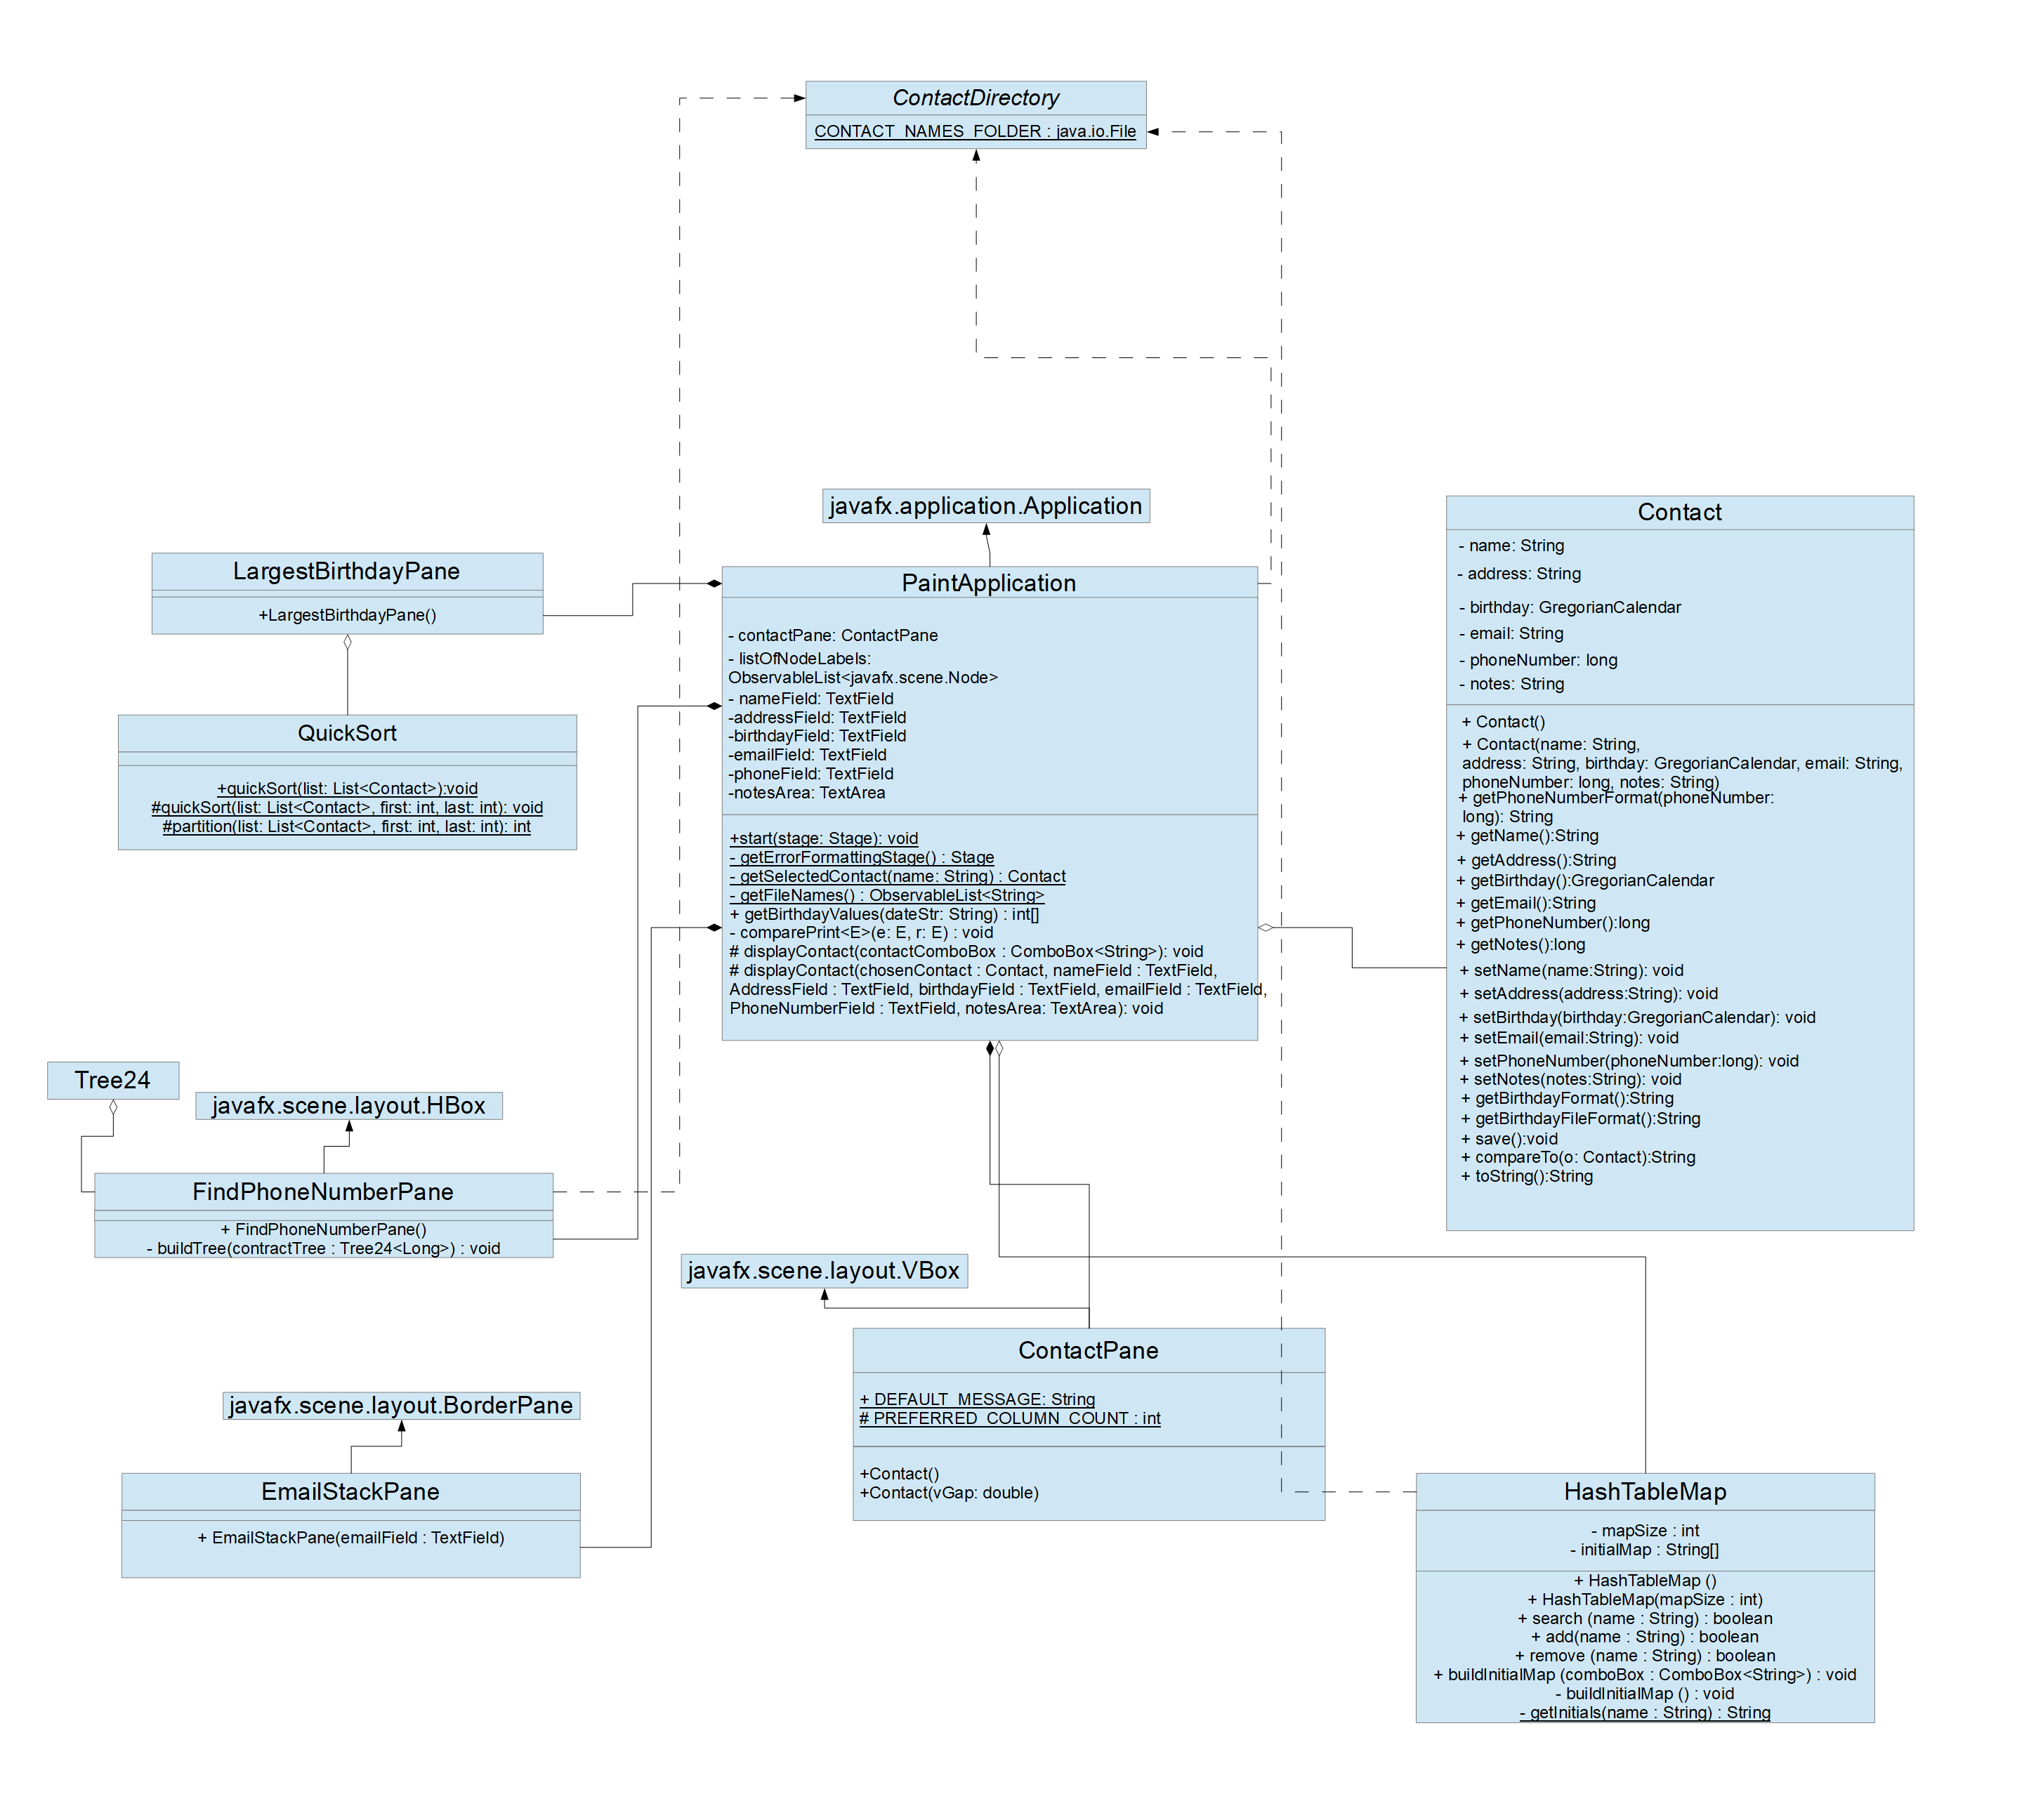 ContactDirectory
CONTACT_NAMES_FOLDER : java.io.File
javafx.application.Application
LargestBirthdayPane
+LargestBirthdayPane()
QuickSort
+quickSort(list: List<Contact>):void
#quickSort(list: List<Contact>, first: int, last: int): void
#partition(list: List<Contact>, first: int, last: int): int
PaintApplication
- contactPane: ContactPane
- listOfNodeLabels:
ObservableList<javafx.scene.Node>
- nameField: TextField
-addressField: TextField
-birthdayField: TextField
-emailField: TextField
-phoneField: TextField
-notesArea: TextArea
+start(stage: Stage): void
- getErrorFormattingStage() : Stage
- getSelectedContact(name: String) : Contact
- getFileNames() : ObservableList<String>
+ getBirthdayValues(dateStr: String) : int[]
- comparePrint<E>(e: E, r: E) : void
# displayContact(contactComboBox : ComboBox<String>): void
# displayContact(chosenContact : Contact, nameField : TextField,
AddressField : TextField, birthdayField : TextField, emailField : TextField,
PhoneNumberField : TextField, notesArea: TextArea): void
Contact
- name: String
- address: String
- birthday: GregorianCalendar
- email: String
- phoneNumber: long
- notes: String
+ Contact()
+ Contact(name: String,
address: String, birthday: GregorianCalendar, email: String,
phoneNumber: long, notes: String)
+ getPhoneNumberFormat(phoneNumber:
long): String
+ getName():String
+ getAddress():String
+ getBirthday():GregorianCalendar
+ getEmail():String
+ getPhoneNumber():long
+ getNotes():long
+ setName(name:String): void
+ setAddress(address:String): void
+ setBirthday(birthday:GregorianCalendar): void
+ setEmail(email:String): void
+ setPhoneNumber(phoneNumber:long): void
+ setNotes(notes:String): void
+ getBirthdayFormat():String
+ getBirthdayFileFormat():String
+ save():void
+ compareTo(o: Contact):String
+ toString():String
Tree24
javafx.scene.layout.HBox
FindPhoneNumberPane
+ FindPhoneNumberPane()
- buildTree(contractTree : Tree24<Long>) : void
javafx.scene.layout.VBox
ContactPane
+ DEFAULT_MESSAGE: String
# PREFERRED_COLUMN_COUNT : int
+Contact()
+Contact(vGap: double)
javafx.scene.layout.BorderPane
EmailStackPane
+ EmailStackPane(emailField : TextField)
HashTableMap
- mapSize : int
- initialMap : String[]
+ HashTableMap ()
+ HashTableMap(mapSize : int)
+ search (name : String) : boolean
+ add(name : String) : boolean
+ remove (name : String) : boolean
+ buildInitialMap (comboBox : ComboBox<String>) : void
- buildInitialMap () : void
- getInitials(name : String) : String